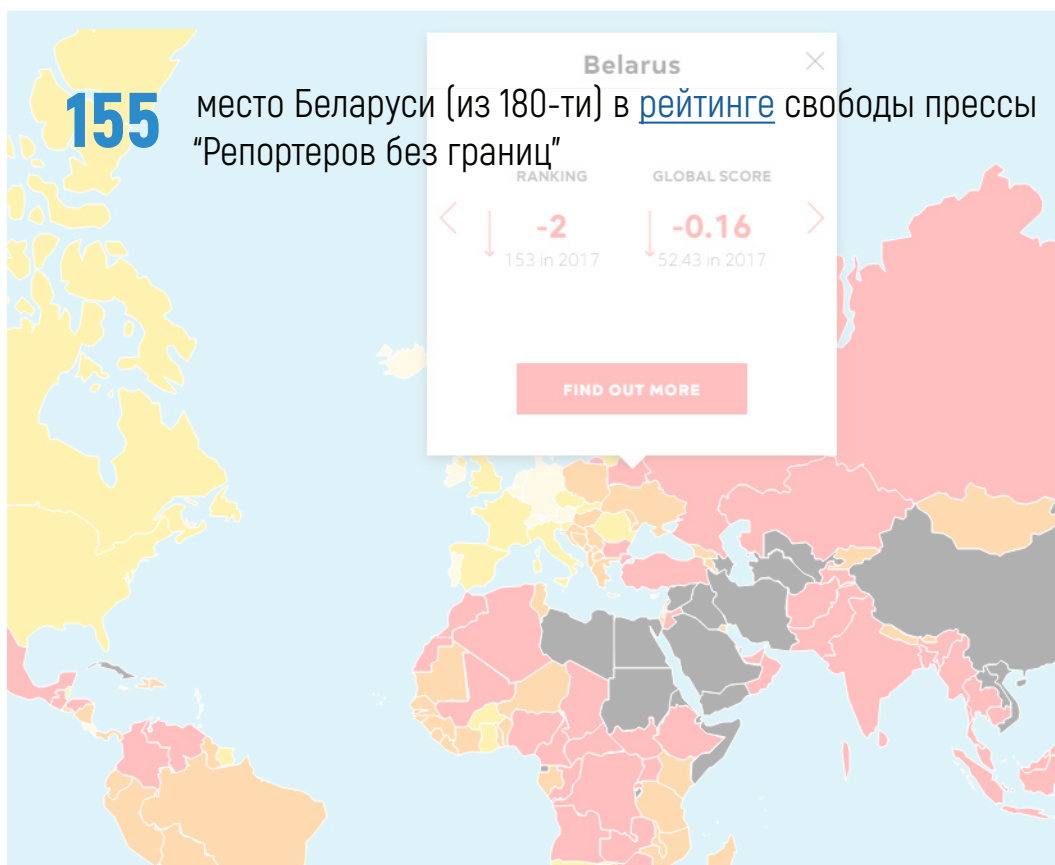 Belarus
155 место Беларуси (из 180-ти) в рейтинге свободы прессы
“Репортеров без границ”
RANKING GLOBAL SCORE
-2 -0.16
153 in 2017 52.43 in 2017
FIND OUT MORE